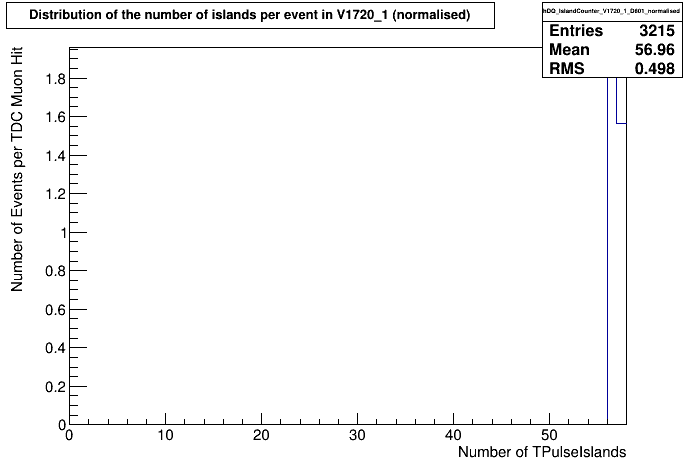 Distribution of the number of islands per event in V1720_1 (normalised)
hDQ_IslandCounter_V1720_1_D601_normalised
Entries 3215
Mean 56.96
RMS 0.498
Number of Events per TDC Muon Hit
1.8
1.6
1.4
1.2
1
0.8
0.6
0.4
0.2
0
0 10 20 30 40 50
Number of TPulseIslands